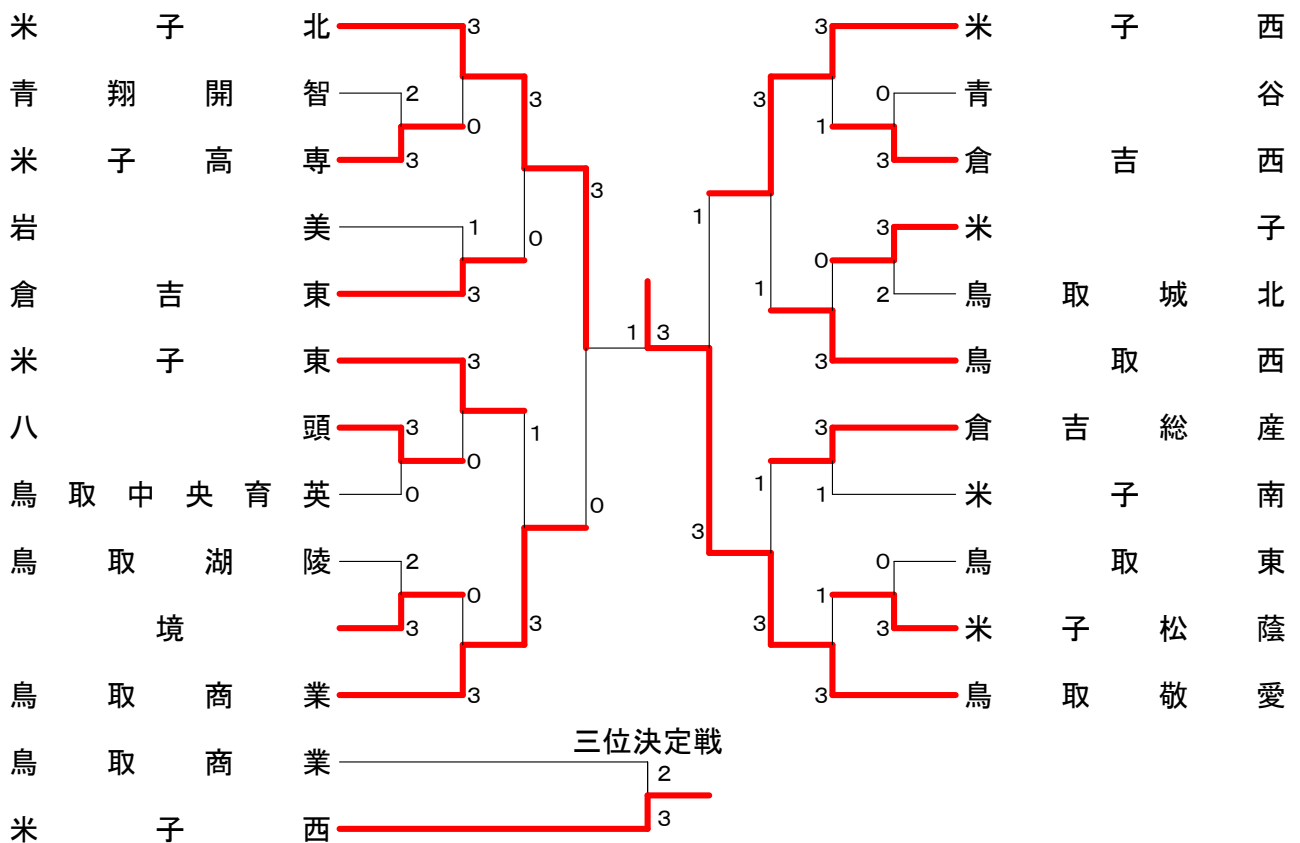 米子北 3 3 米子西
青翔開智 2 3 3 0 青谷
0 1
米子高専 3 3 倉吉西
3 1
岩美 1 0 3 米子
0 1
倉吉東 3 2 鳥取城北
1 3
米子東 3 3 鳥取西
八頭 3 1 3 倉吉総産
0
鳥取中央育英 0 0 1 1 米子南
3
鳥取湖陵 2 0 鳥取東
0 1
境 3 3 3 3 米子松蔭
鳥取商業 3 3 鳥取敬愛
三位決定戦
鳥取商業 2
米子西 3